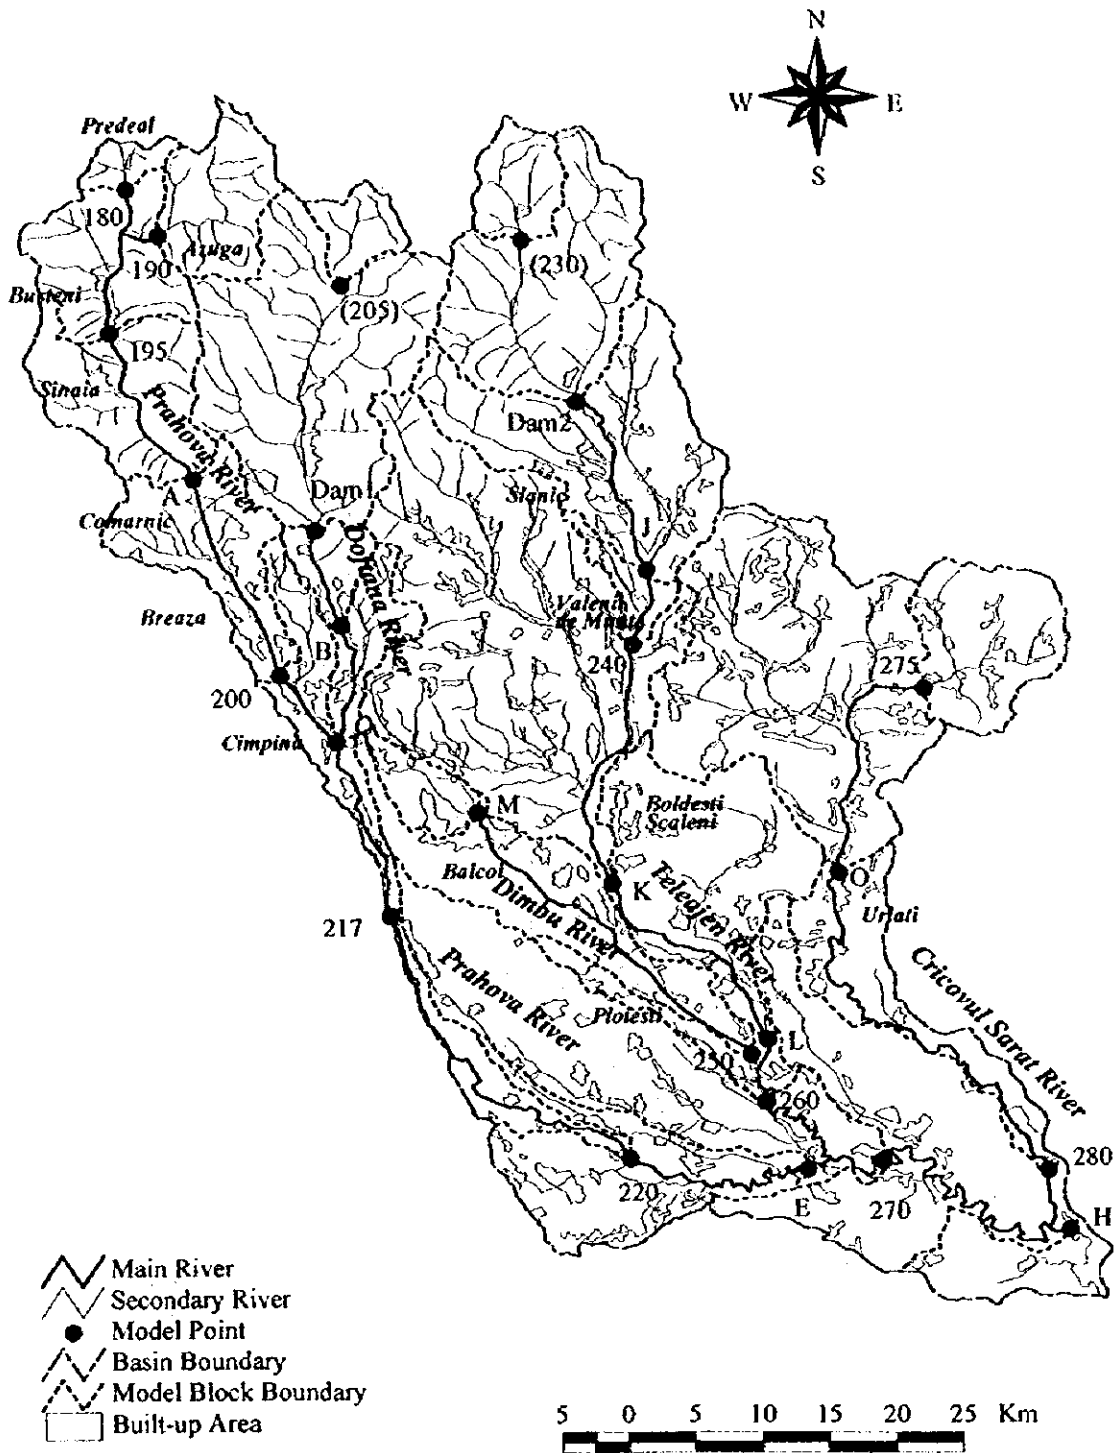 N
W E
S
Predeal
180
190
Azuga
(230)
Busteni
(205)
195
Sinaia
Prahova River
Dam2
A
Comarnic
Dam1
Slanic
J
Doftana River
Breaza
B
Valenii
de Munte
240
275
200
Cimpina
M
Boldesti
Scaleni
Balcoi
K
O
Urlati
Teleajen River
Dimbu River
217
Prahova River
Cricovul Sarat River
Ploiesti
L
250
260
280
220
E
270
H
Main River
Secondary River
Model Point
Basin Boundary
Model Block Boundary
Built-up Area
5 0 5 10 15 20 25 Km